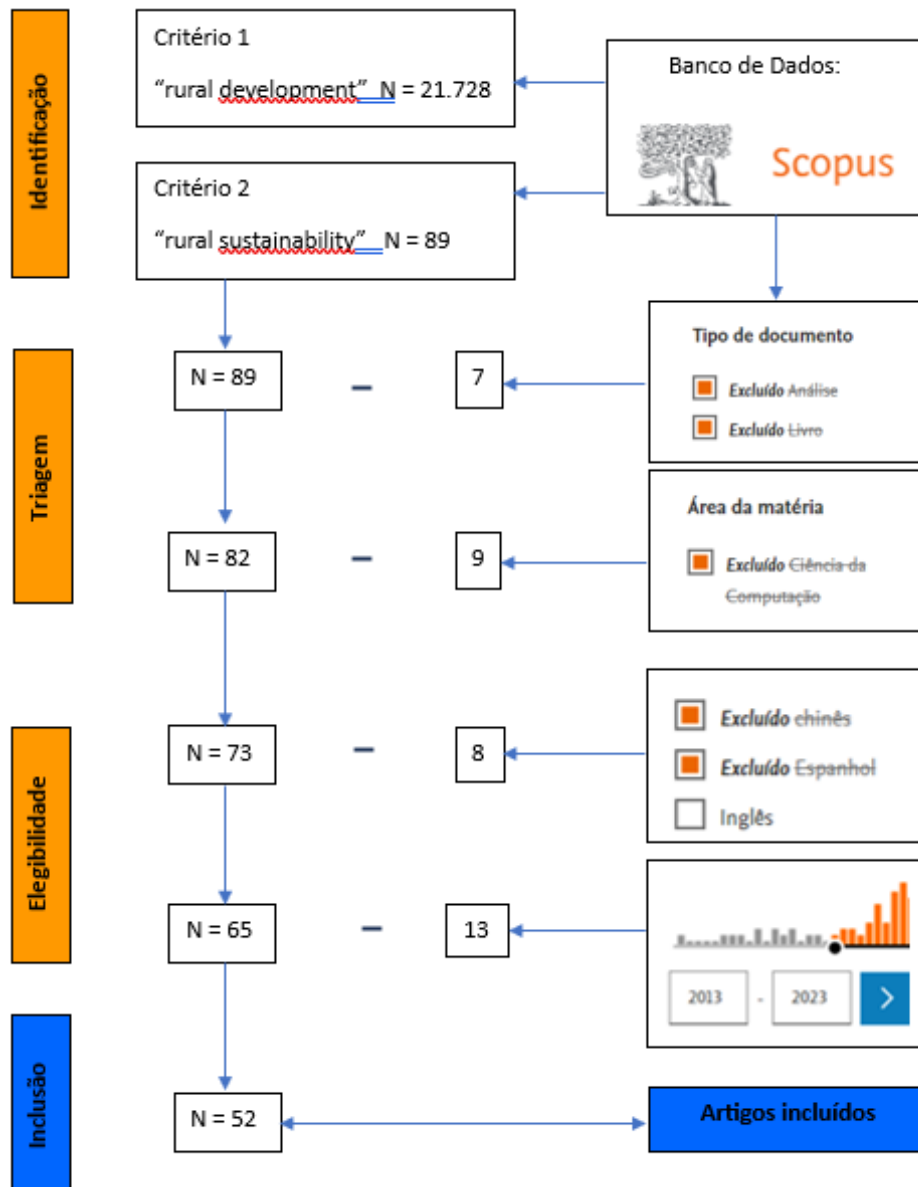 Identificação
Critério 1
“rural development” N = 21.728
Critério 2
“rural sustainability” N = 89
Banco de Dados:
Scopus
Triagem
N = 89
–
7
Tipo de documento
Excluído Análise
Excluído Livro
N = 82
–
9
Área da matéria
Excluído Ciência da
Computação
Elegibilidade
N = 73
–
8
Excluído chinês
Excluído Espanhol
Inglês
N = 65
–
13
2013 - 2023
Inclusão
N = 52
Artigos incluídos